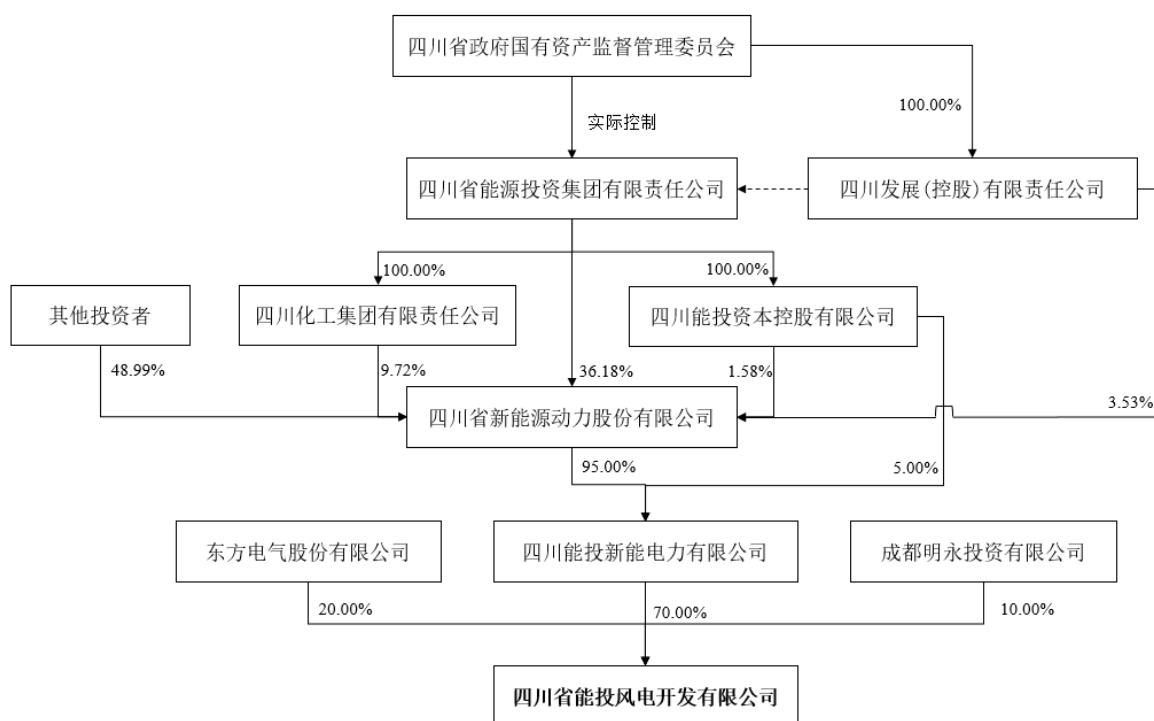 四川省政府国有资产监督管理委员会
100.00%
实际控制
四川省能源投资集团有限责任公司
四川发展(控股)有限责任公司
100.00%
100.00%
其他投资者
四川化工集团有限责任公司
四川能投资本控股有限公司
48.99%
9.72%
36.18%
1.58%
四川省新能源动力股份有限公司
3.53%
95.00%
5.00%
东方电气股份有限公司
四川能投新能电力有限公司
成都明永投资有限公司
20.00%
70.00%
10.00%
四川省能投风电开发有限公司